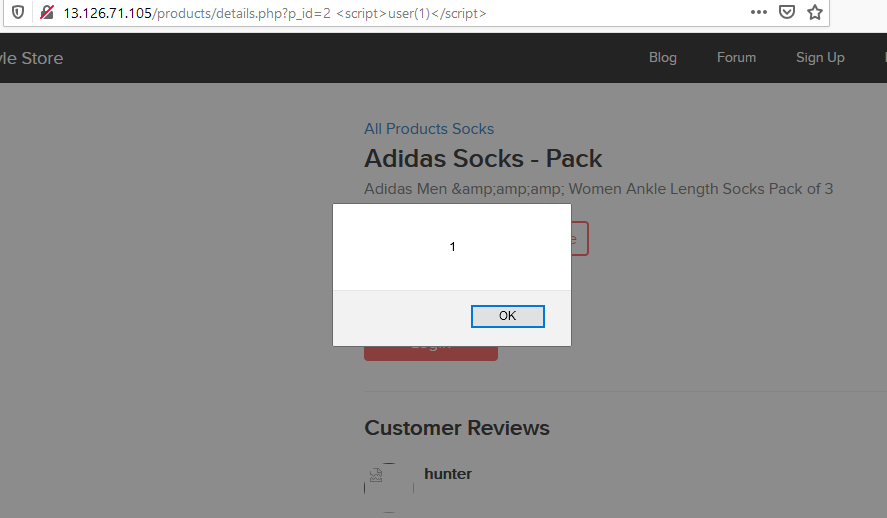 13.126.71.105/products/details.php?p_id=2 <script>user(1)</script>
yle Store Blog Forum Sign Up
All Products Socks
Adidas Socks - Pack
Adidas Men &amp;amp;amp; Women Ankle Length Socks Pack of 3
1
OK
Login
Customer Reviews
hunter